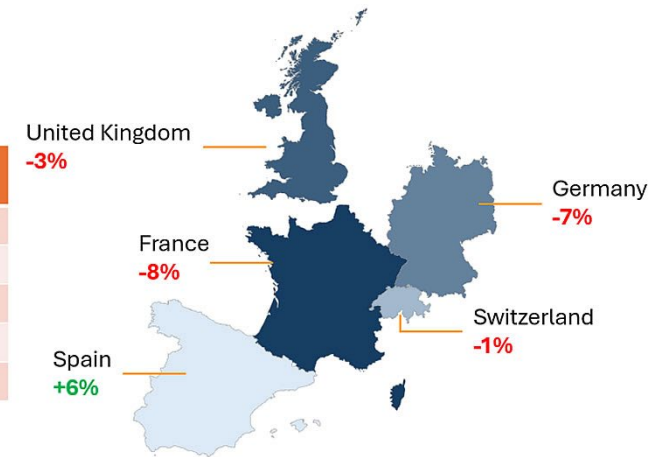 United Kingdom
-3%
Germany
-7%
France
-8%
Switzerland
-1%
Spain
+6%